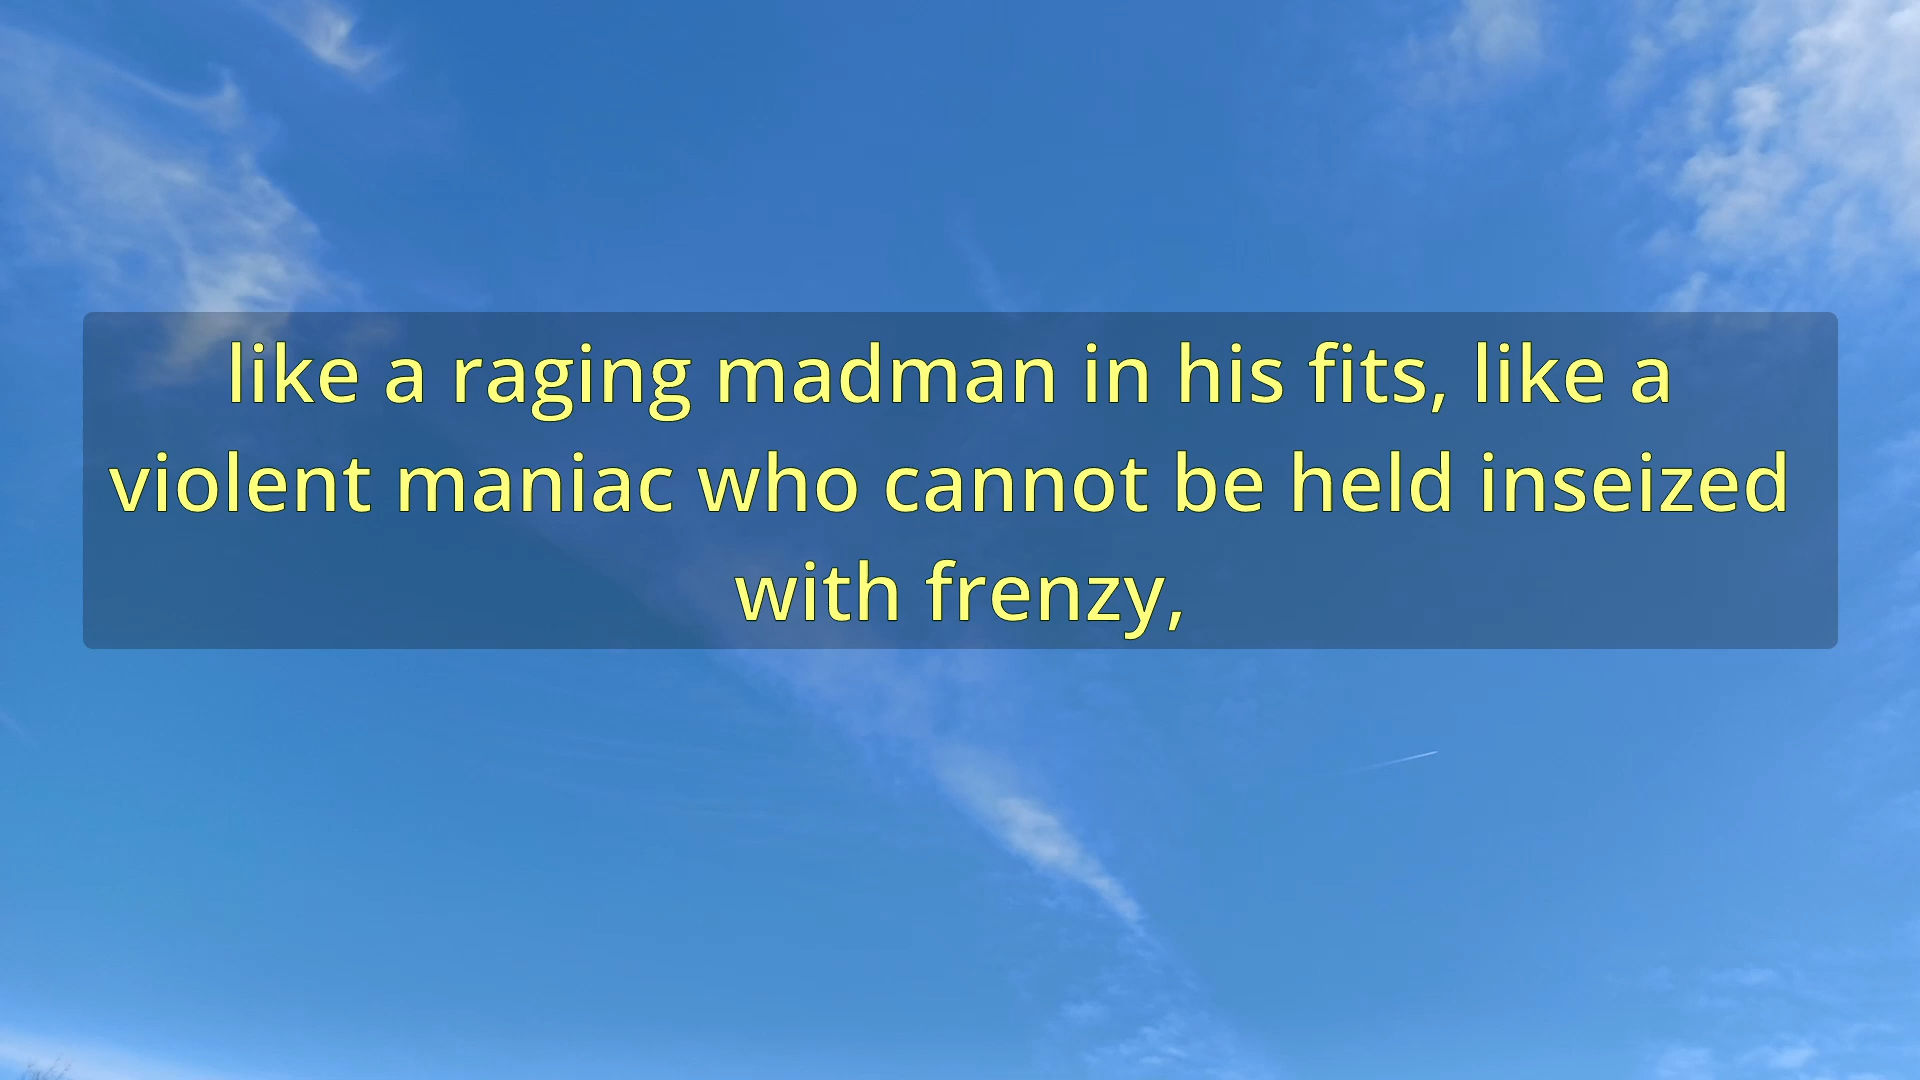 like a raging madman in his fits, like a
violent maniac who cannot be held inseized
with frenzy,